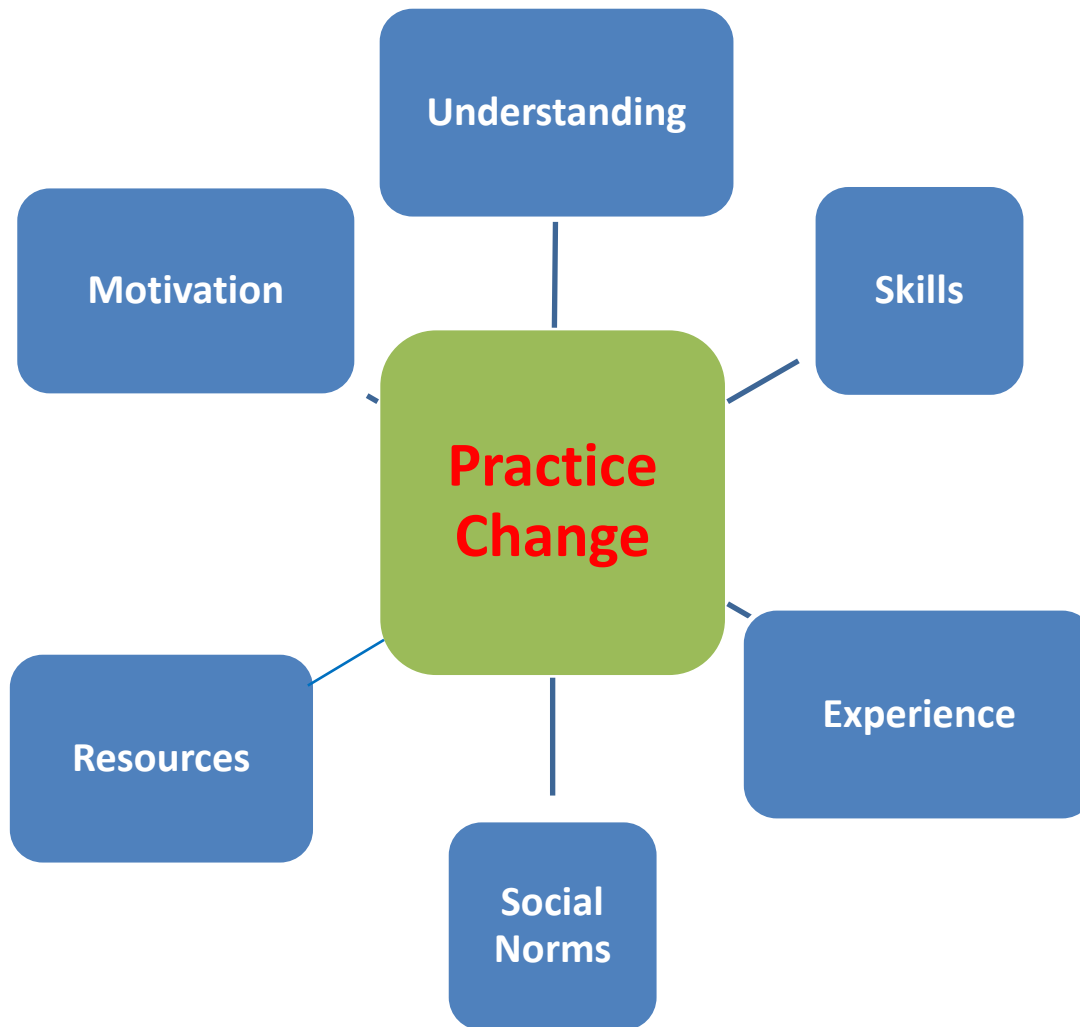 Understanding
Motivation
Skills
Practice
Change
Experience
Resources
Social
Norms